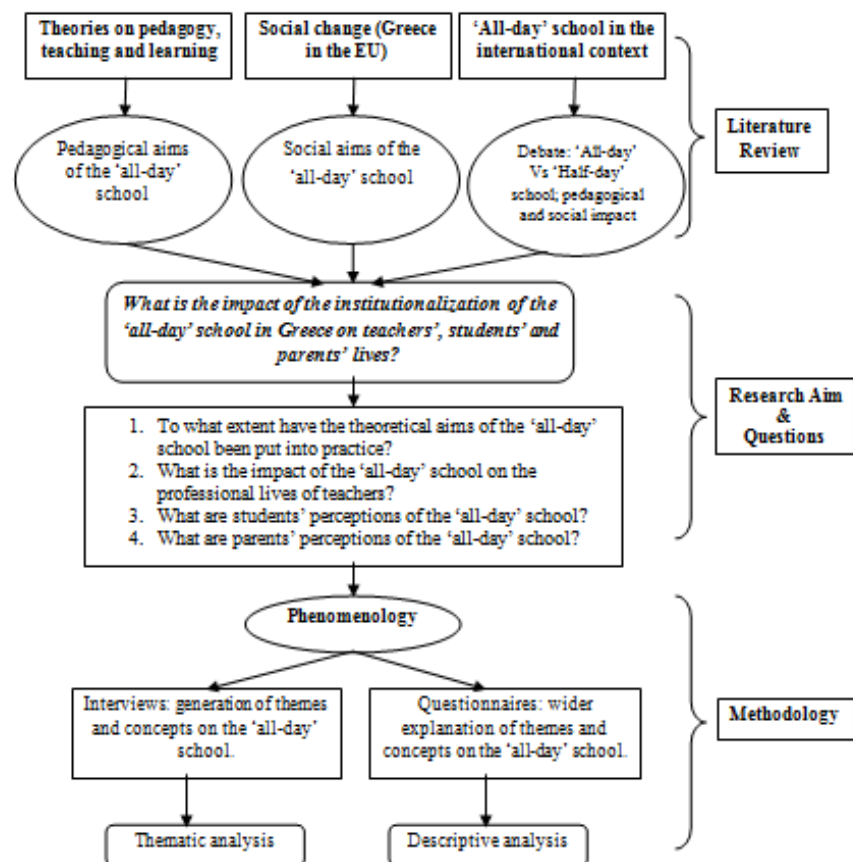 Theories on pedagogy,
teaching and learning
Social change (Greece
in the EU)
‘All-day’ school in the
international context
Pedagogical aims
of the ‘all-day’
school
Social aims of the
‘all-day’ school
Debate: ‘All-day’
Vs ‘Half-day’
school; pedagogical
and social impact
Literature
Review
What is the impact of the institutionalization of the
‘all-day’ school in Greece on teachers’, students’ and
parents’ lives?
1. To what extent have the theoretical aims of the ‘all-day’
school been put into practice?
2. What is the impact of the ‘all-day’ school on the
professional lives of teachers?
3. What are students’ perceptions of the ‘all-day’ school?
4. What are parents’ perceptions of the ‘all-day’ school?
Research Aim
&
Questions
Phenomenology
Interviews: generation of themes
and concepts on the ‘all-day’
school.
Questionnaires: wider
explanation of themes and
concepts on the ‘all-day’ school.
Methodology
Thematic analysis
Descriptive analysis